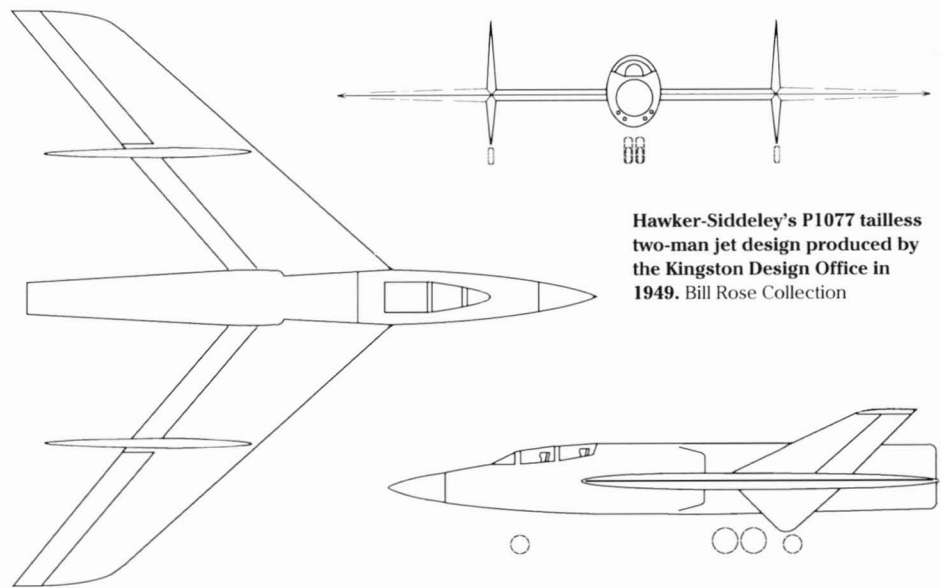 Hawker-Siddeley's P1077 tailless
two-man jet design produced by
the Kingston Design Office in
1949. Bill Rose Collection